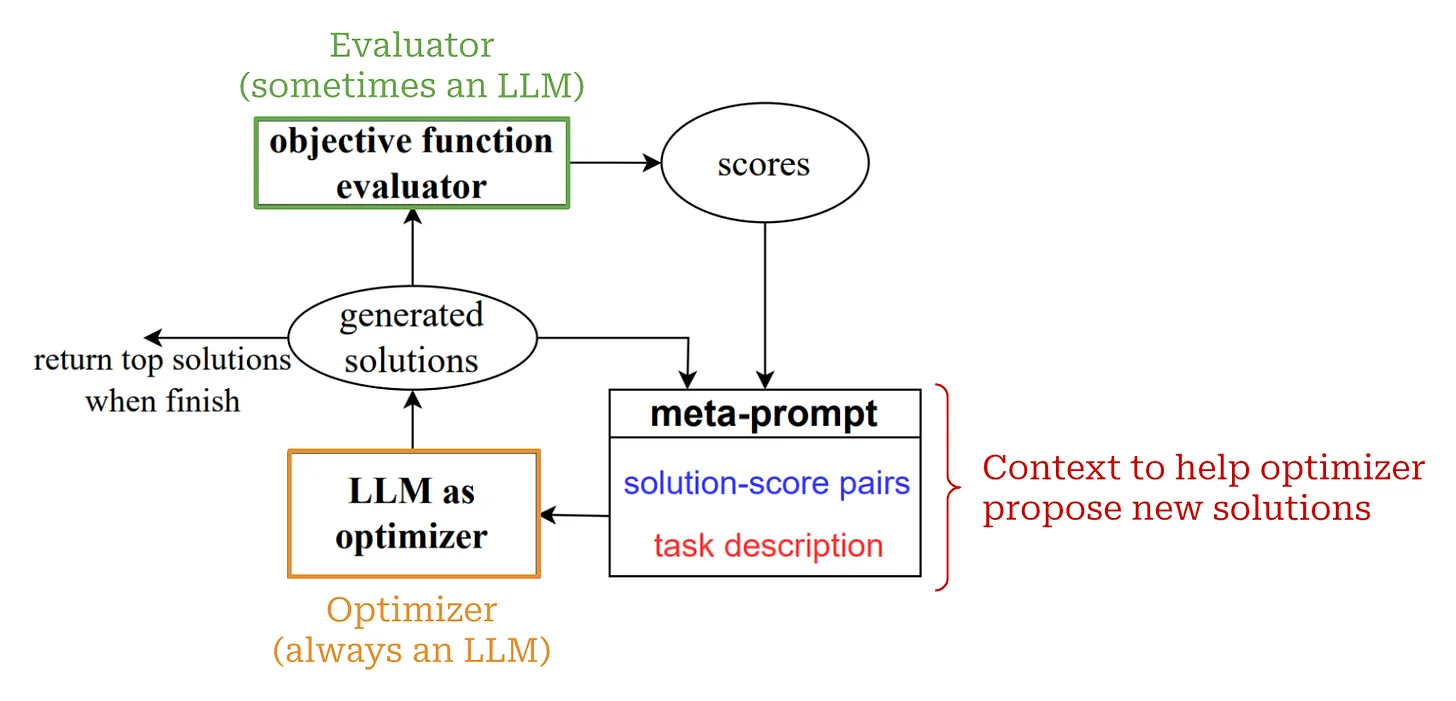 Evaluator
(sometimes an LLM)
objective function
evaluator
scores
generated
solutions
return top solutions
when finish
meta-prompt
solution-score pairs
task description
Context to help optimizer
propose new solutions
LLM as
optimizer
Optimizer
(always an LLM)